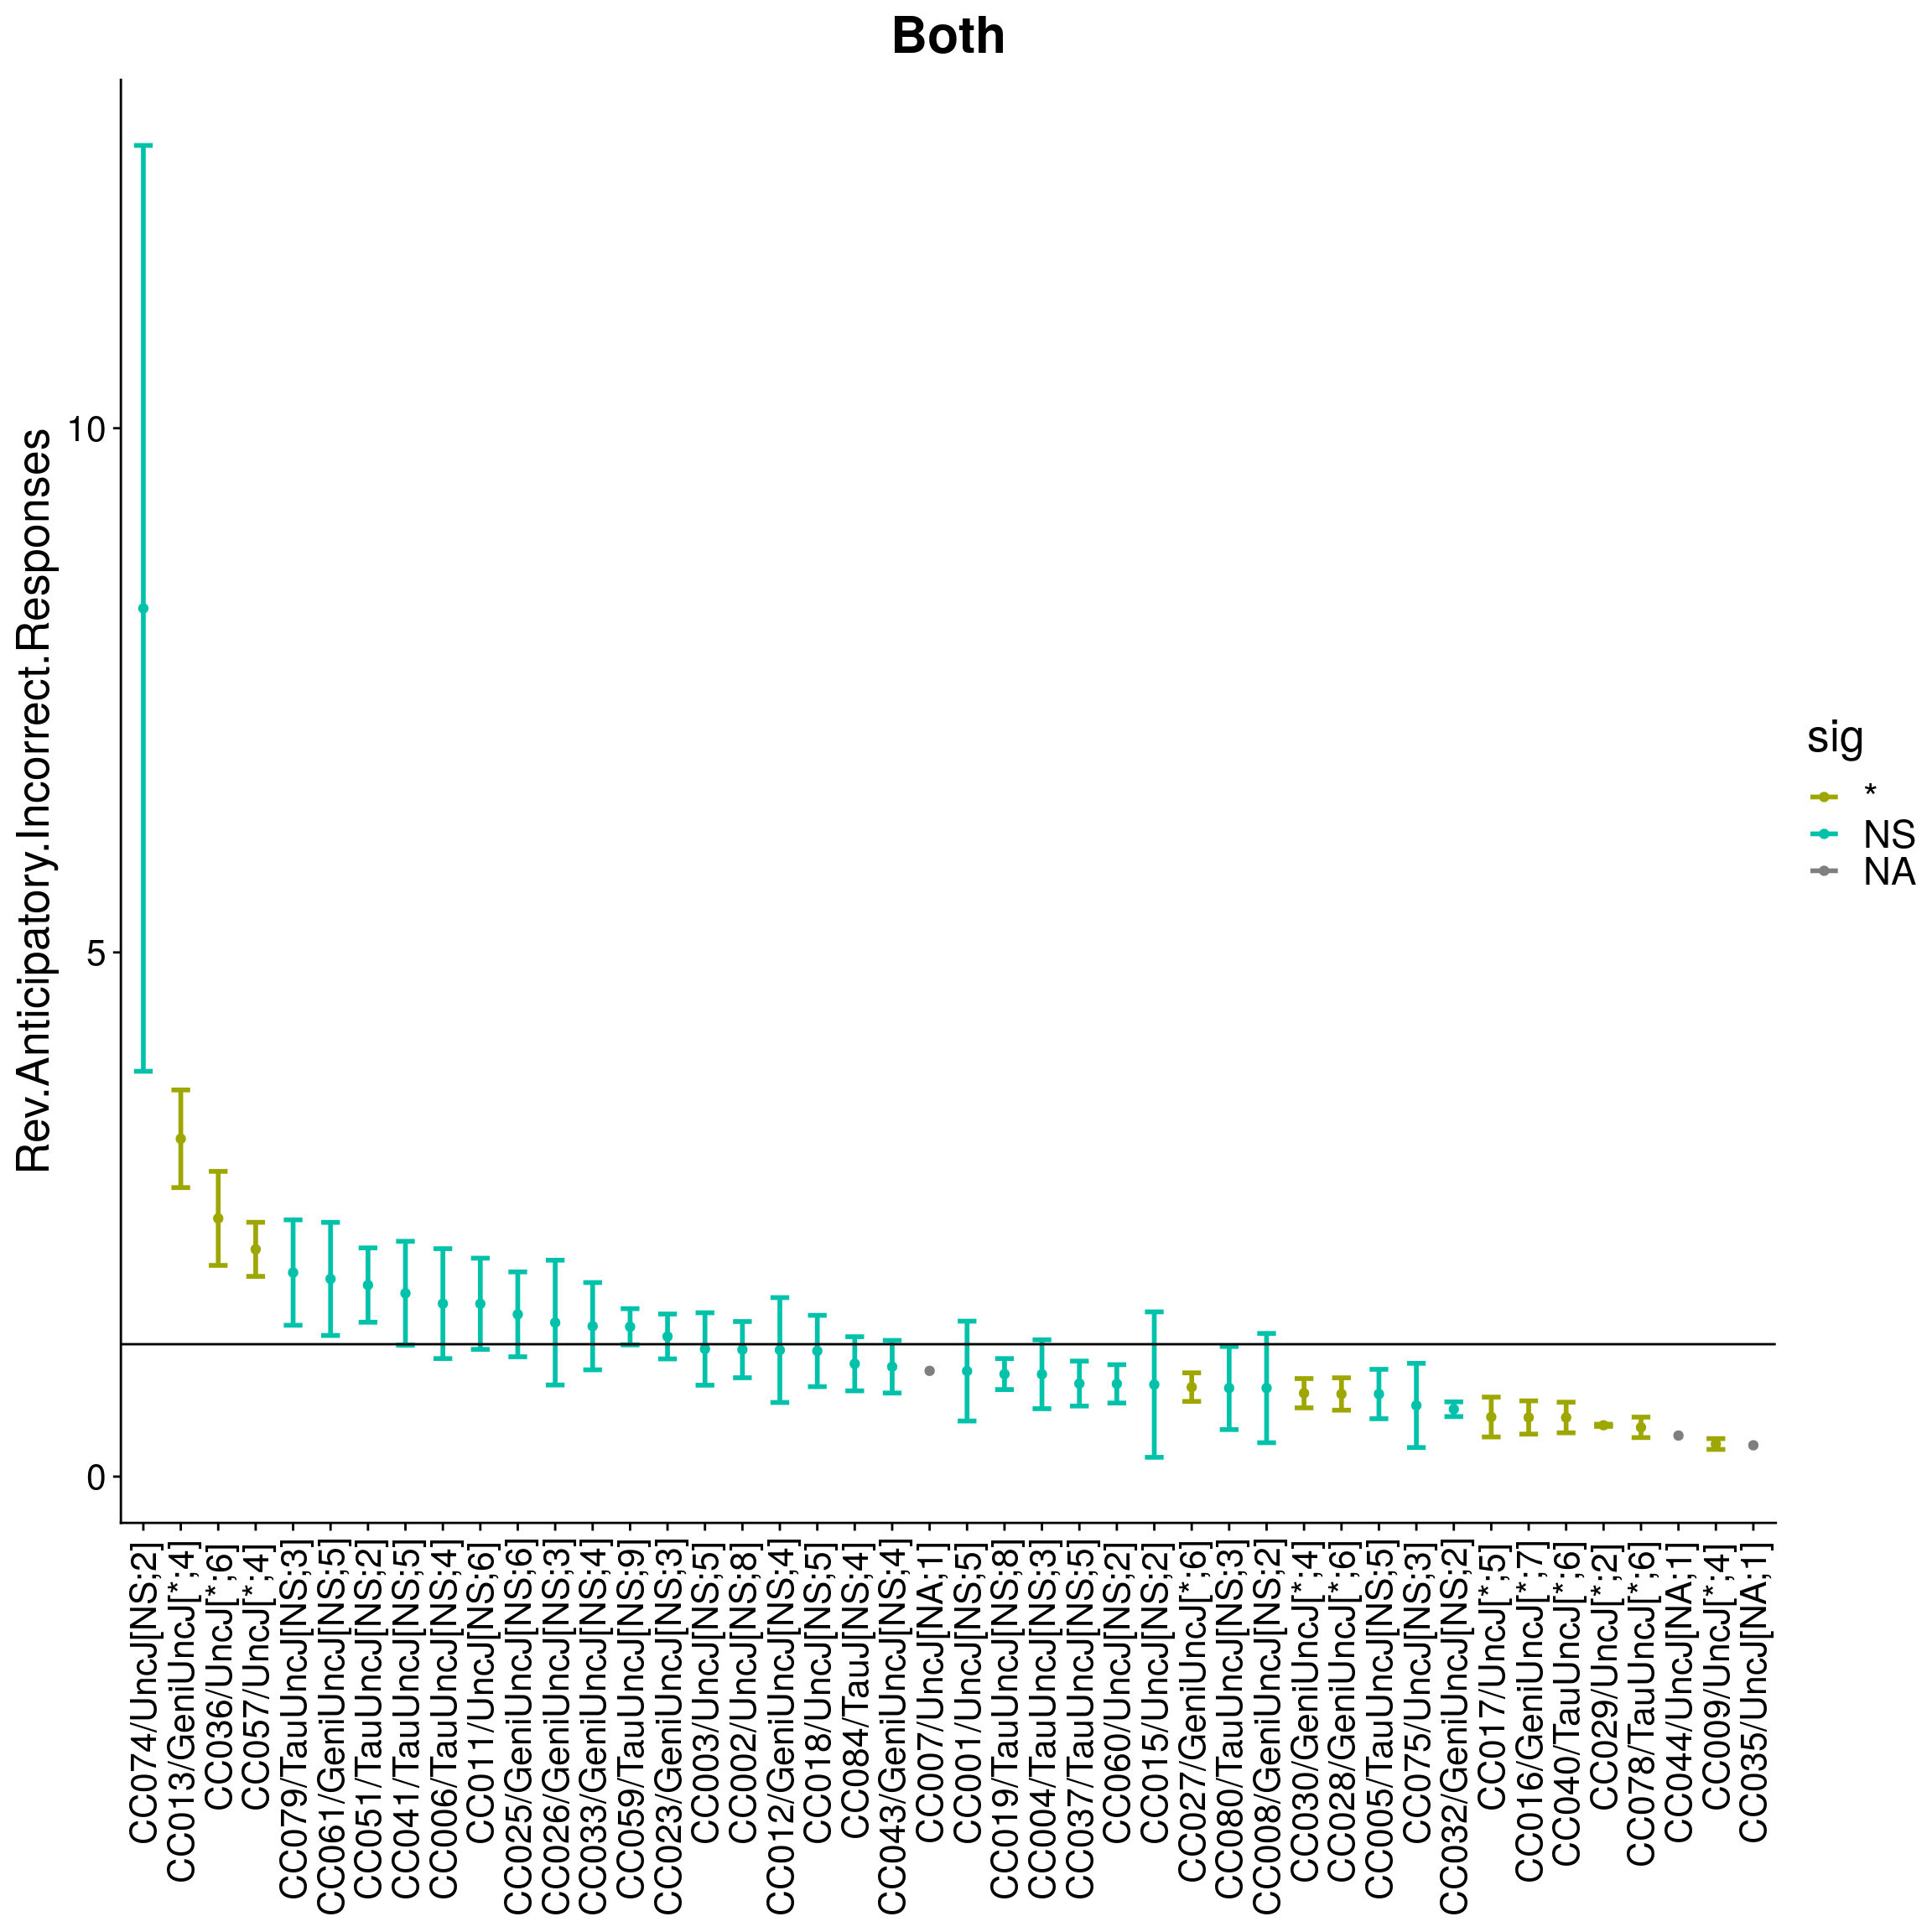 Both
Rev.Anticipatory.Incorrect.Responses
10
5
0
CC074/UncJ[NS;2]
CC013/GeniUncJ[*;4]
CC036/UncJ[*;6]
CC057/UncJ[*;4]
CC079/TauUncJ[NS;3]
CC061/GeniUncJ[NS;5]
CC051/TauUncJ[NS;2]
CC041/TauUncJ[NS;5]
CC006/TauUncJ[NS;4]
CC011/UncJ[NS;6]
CC025/GeniUncJ[NS;6]
CC026/GeniUncJ[NS;3]
CC033/GeniUncJ[NS;4]
CC059/TauUncJ[NS;9]
CC023/GeniUncJ[NS;3]
CC003/UncJ[NS;5]
CC002/UncJ[NS;8]
CC012/GeniUncJ[NS;4]
CC018/UncJ[NS;5]
CC084/TauJ[NS;4]
CC043/GeniUncJ[NS;4]
CC007/UncJ[NA;1]
CC001/UncJ[NS;5]
CC019/TauUncJ[NS;8]
CC004/TauUncJ[NS;3]
CC037/TauUncJ[NS;5]
CC060/UncJ[NS;2]
CC015/UncJ[NS;2]
CC027/GeniUncJ[*;6]
CC080/TauUncJ[NS;3]
CC008/GeniUncJ[NS;2]
CC030/GeniUncJ[*;4]
CC028/GeniUncJ[*;6]
CC005/TauUncJ[NS;5]
CC075/UncJ[NS;3]
CC032/GeniUncJ[NS;2]
CC017/UncJ[*;5]
CC016/GeniUncJ[*;7]
CC040/TauUncJ[*;6]
CC029/UncJ[*;2]
CC078/TauUncJ[*;6]
CC044/UncJ[NA;1]
CC009/UncJ[*;4]
CC035/UncJ[NA;1]
sig
*
NS
NA